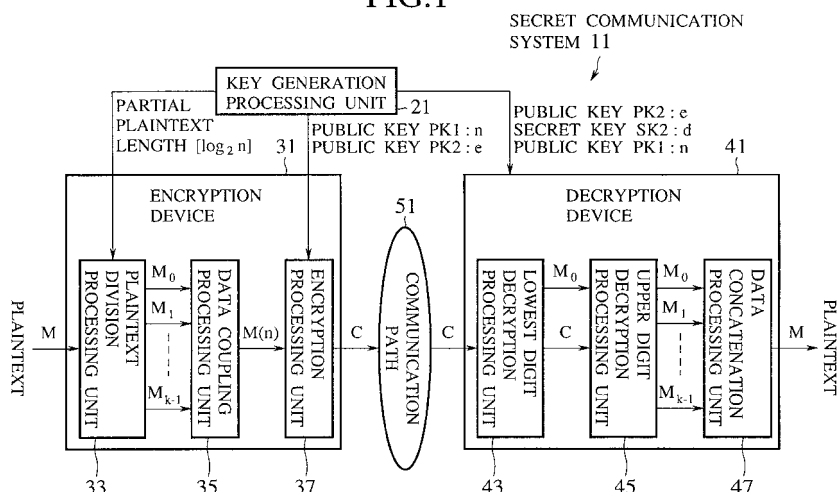 FIG.1
SECRET COMMUNICATION
SYSTEM 11
KEY GENERATION
PROCESSING UNIT
21
PARTIAL
PLAINTEXT
LENGTH [log₂ n]
PUBLIC KEY PK1 : n
PUBLIC KEY PK2 : e
PUBLIC KEY PK2 : e
SECRET KEY SK2 : d
PUBLIC KEY PK1 : n
31
ENCRYPTION
DEVICE
51
41
DECRYPTION
DEVICE
PLAINTEXT
M
PLAINTEXT
DIVISION
PROCESSING UNIT
M₀
M₁
Mₖ₋₁
DATA COUPLING
PROCESSING UNIT
M(n)
ENCRYPTION
PROCESSING UNIT
C
COMMUNICATION
PATH
C
LOWEST DIGIT
DECRYPTION
PROCESSING UNIT
M₀
C
UPPER DIGIT
DECRYPTION
PROCESSING UNIT
M₀
M₁
Mₖ₋₁
DATA
CONCATENATION
PROCESSING UNIT
M
PLAINTEXT
33
35
37
43
45
47